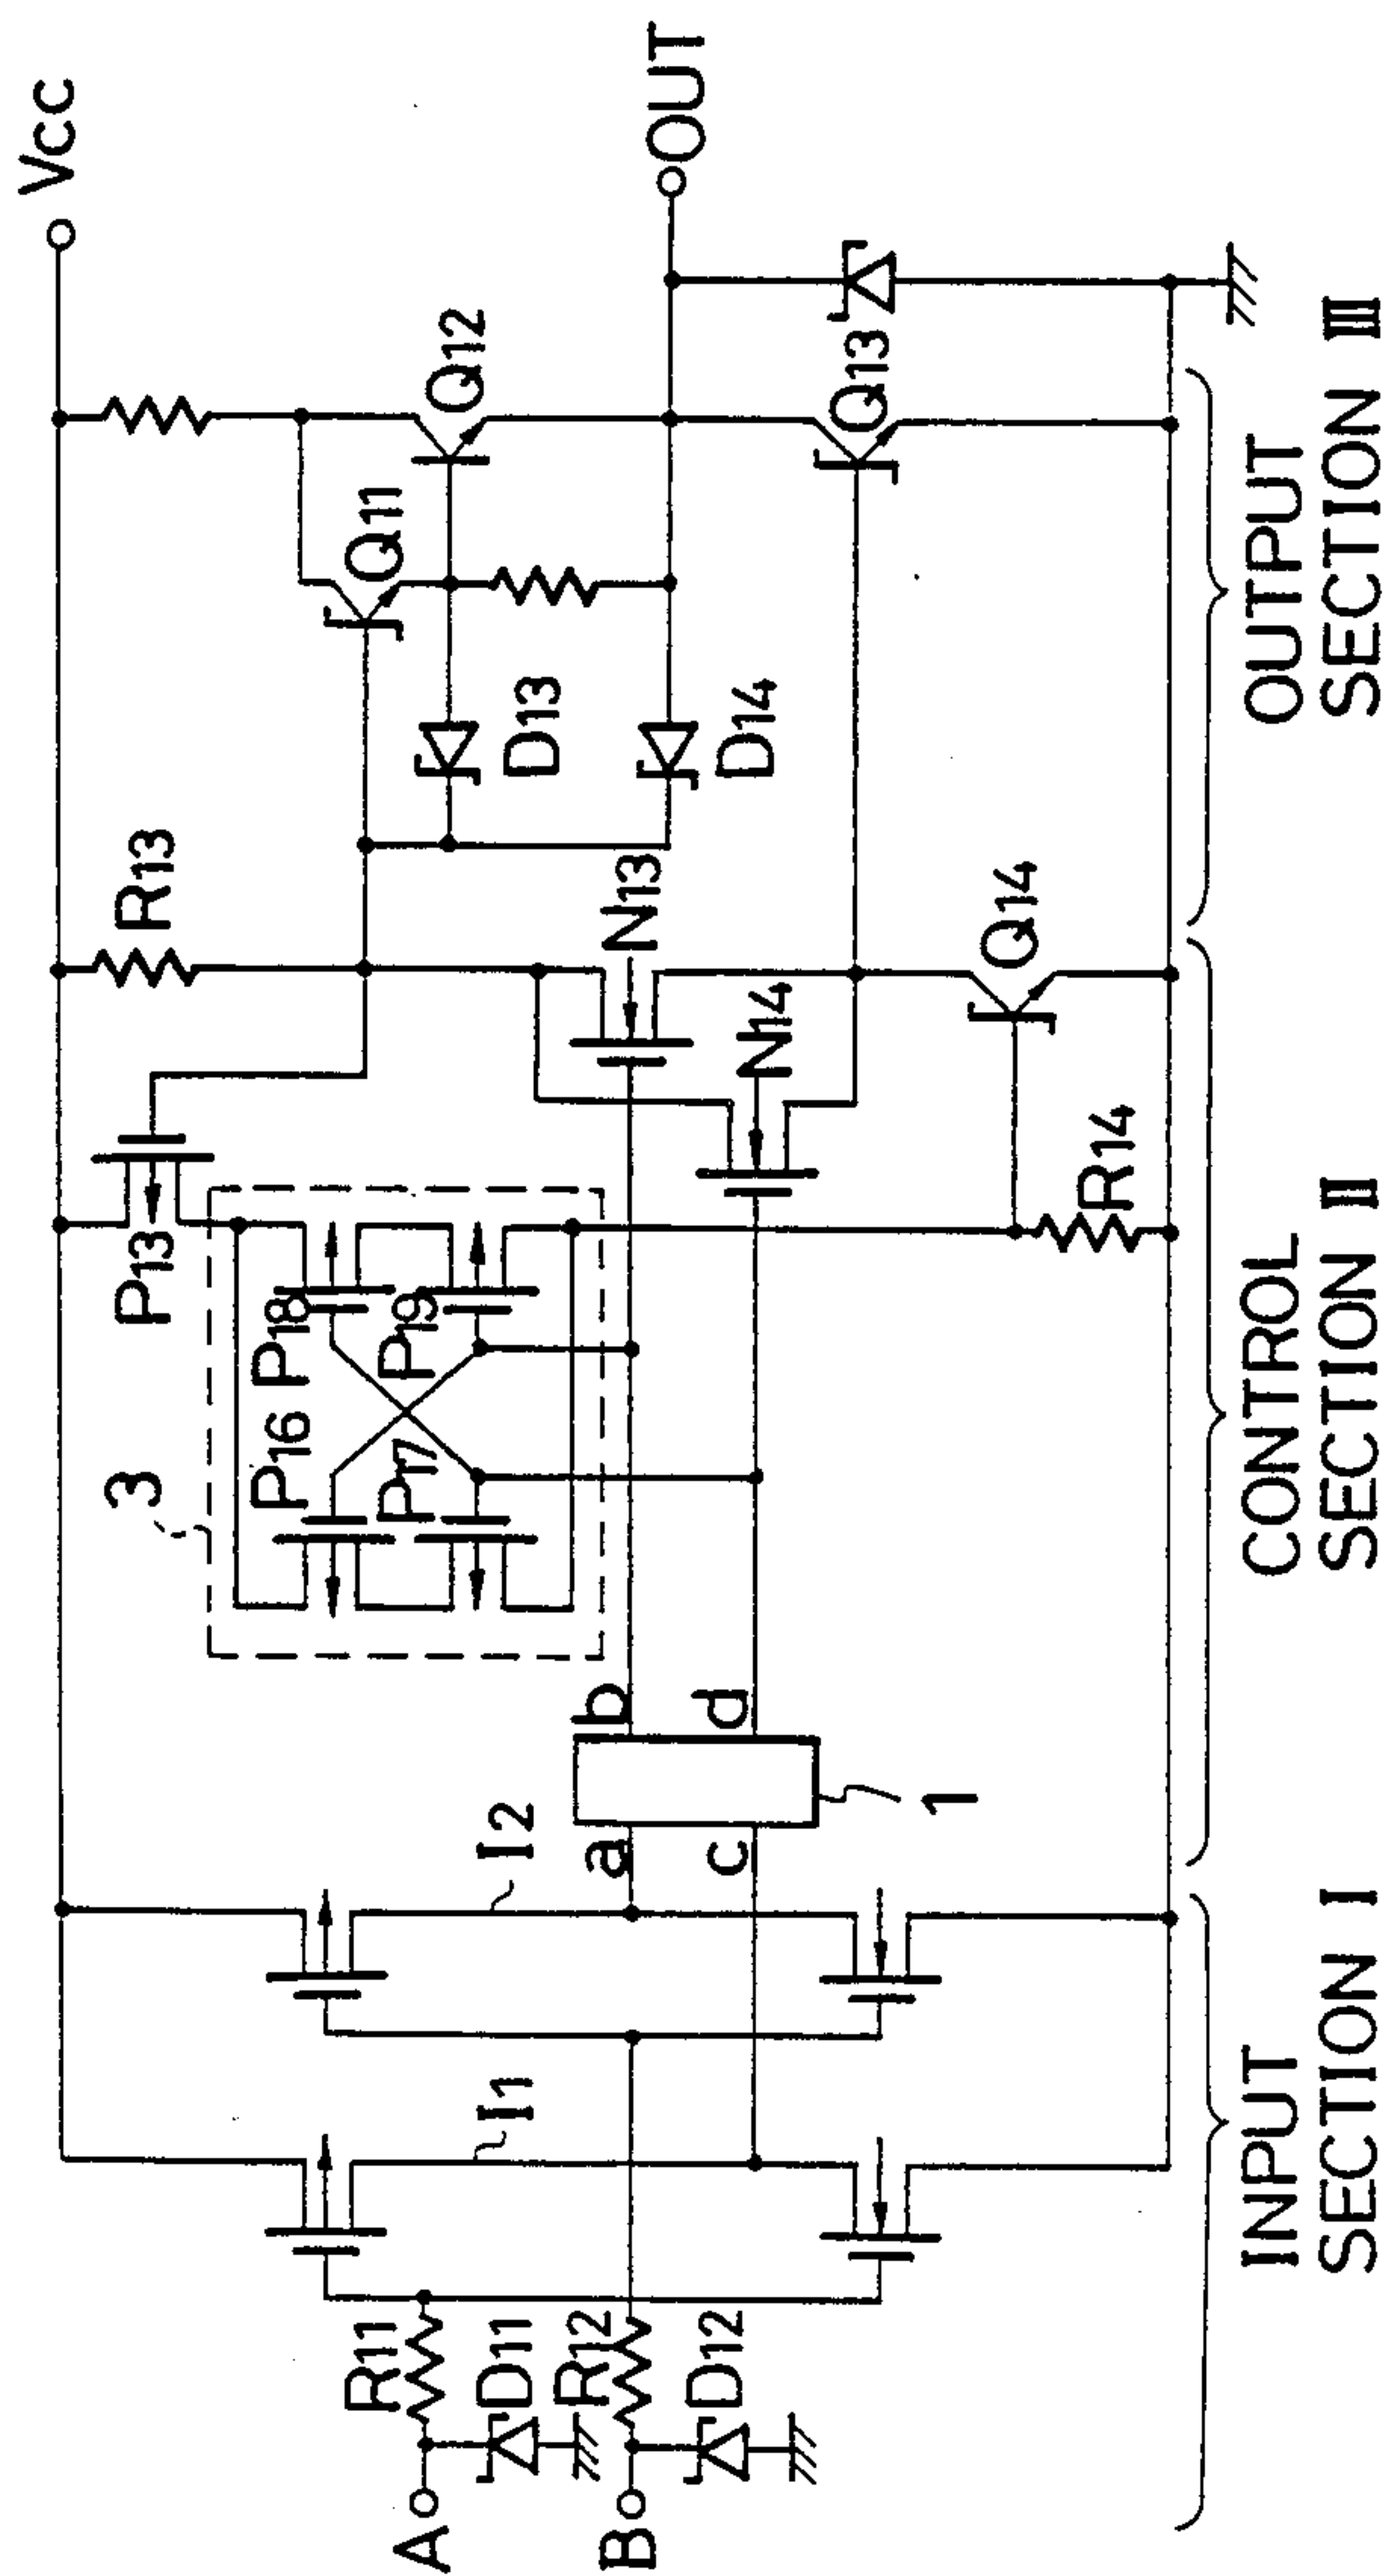 Vcc
OUT
R13
Q11
Q12
D13
D14
Q13
P13
N13
N14
Q14
R14
3
P16
P18
P17
P19
I1
I2
a
b
c
d
1
A
R11
D11
B
R12
D12
INPUT
SECTION I
CONTROL
SECTION II
OUTPUT
SECTION III